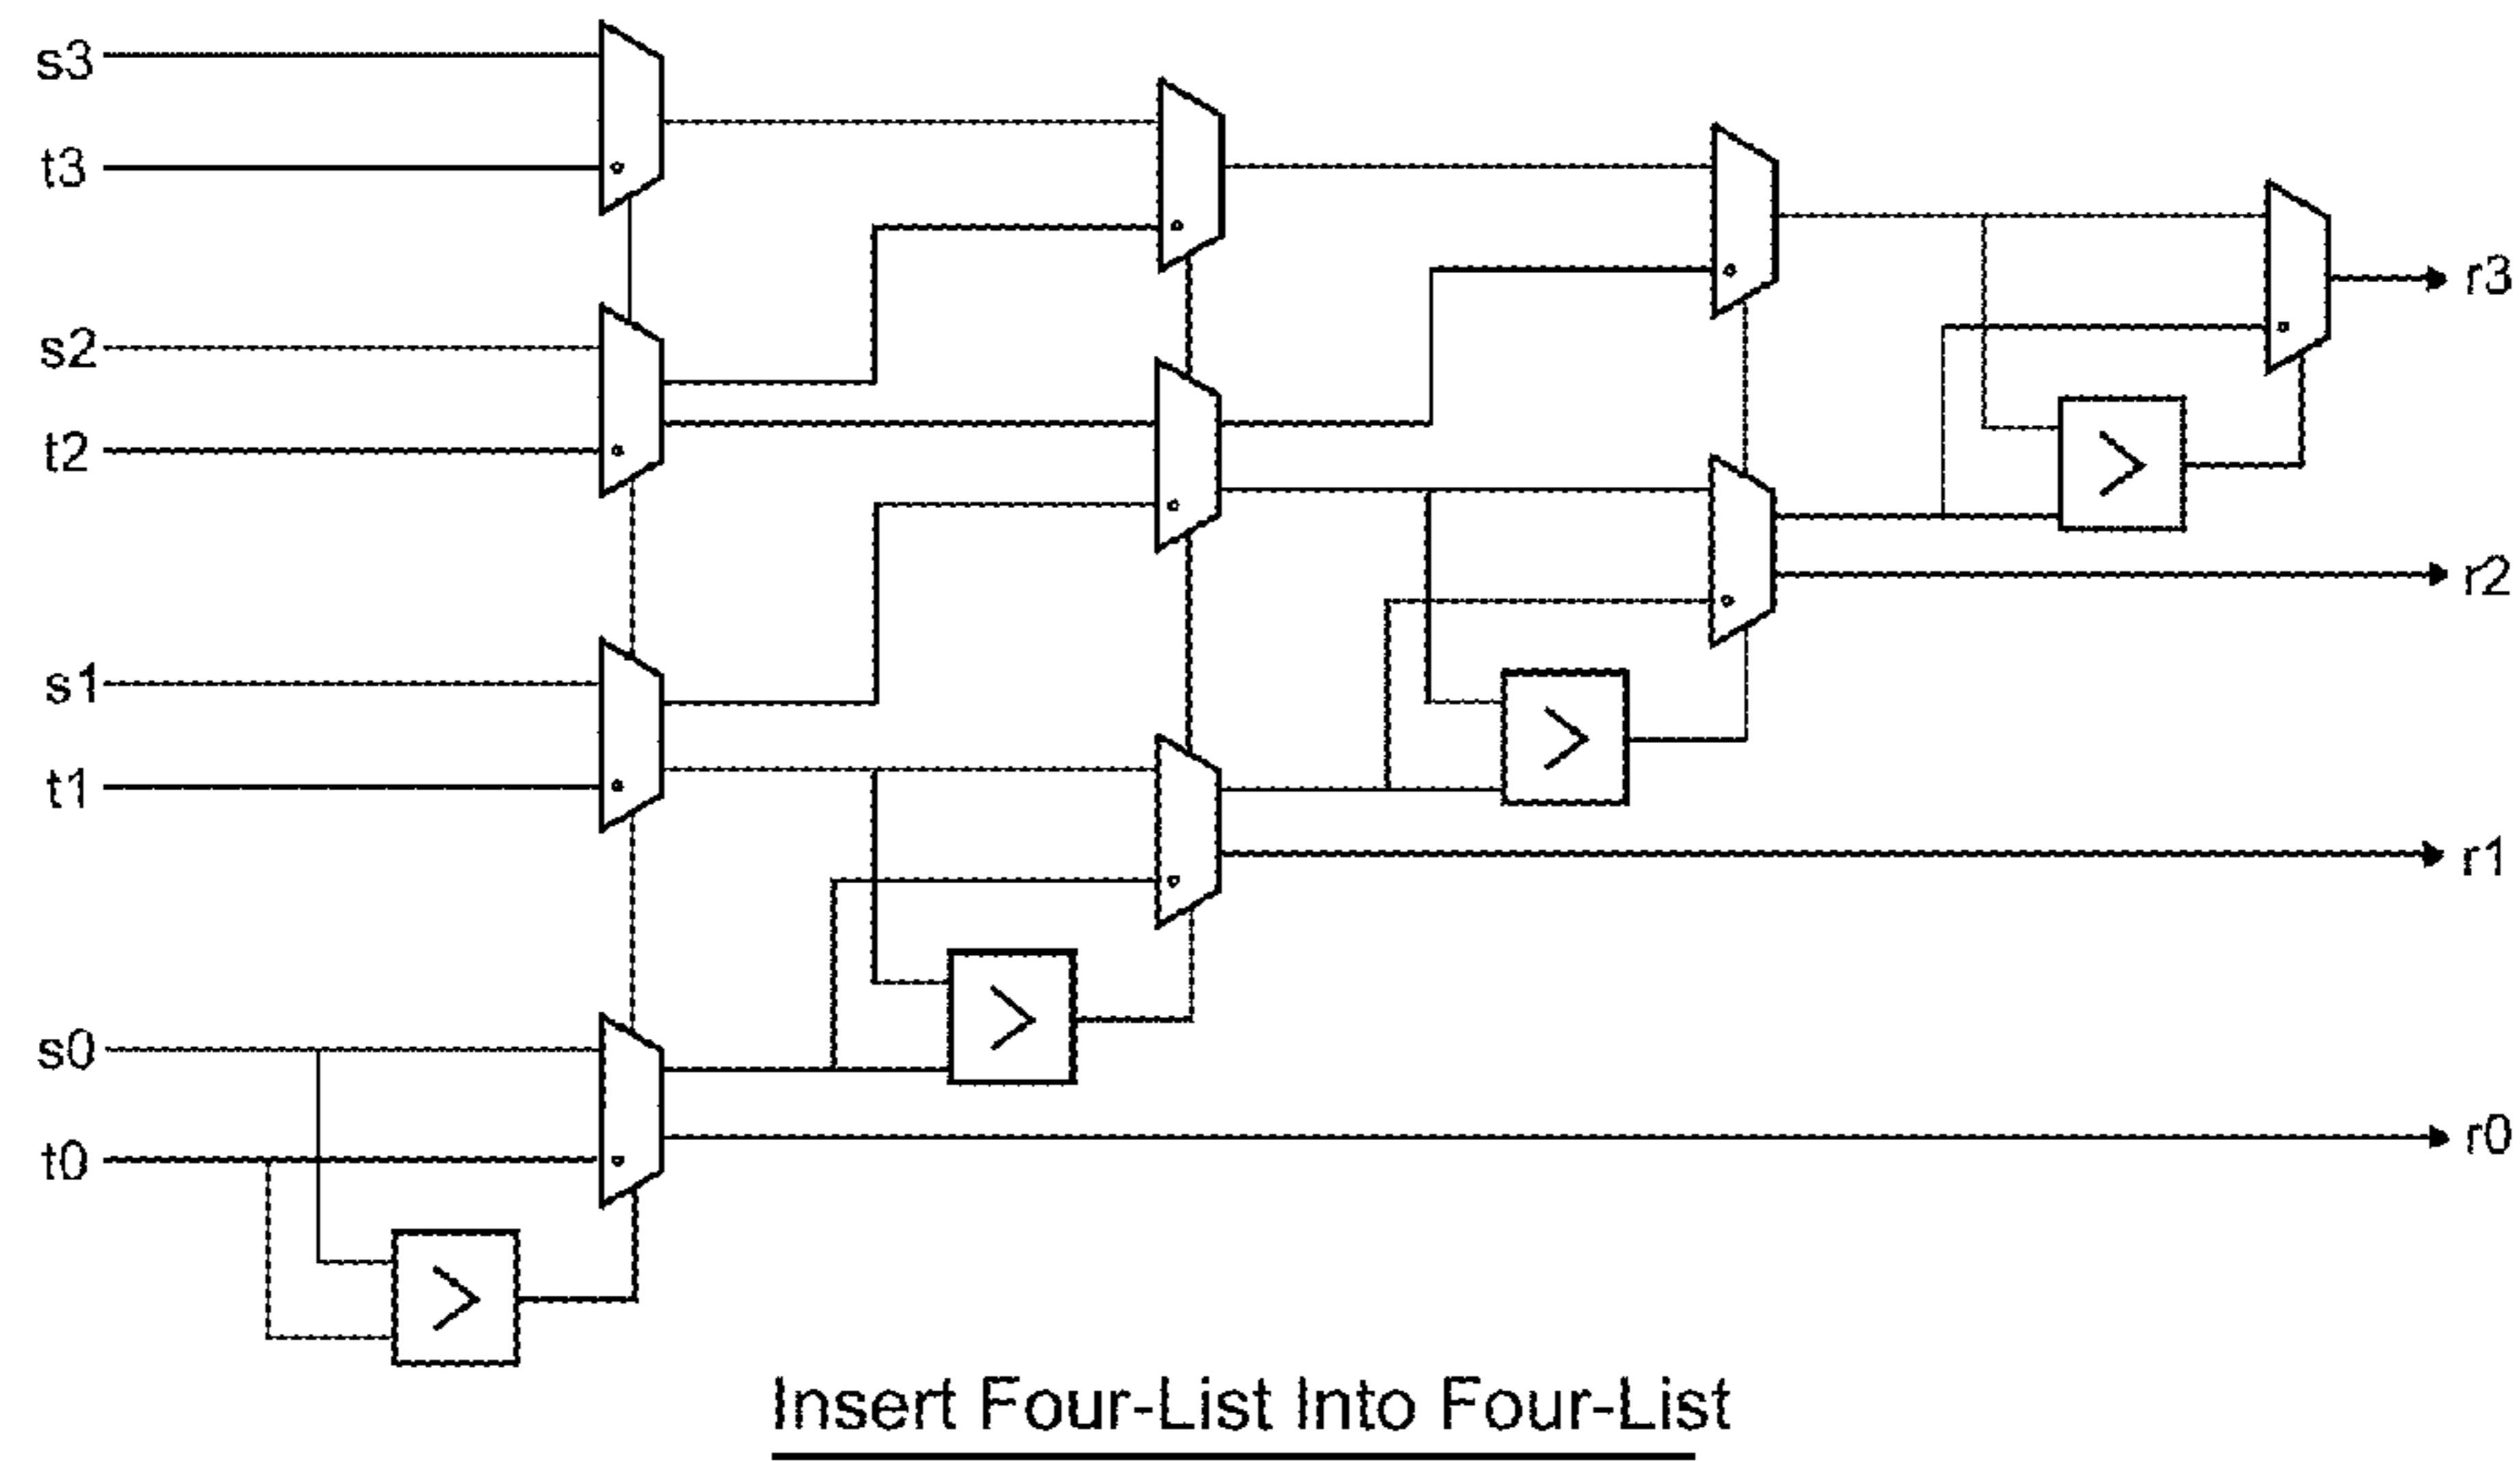 s3
t3
r3
s2
t2
>
r2
s1
t1
>
r1
s0
>
t0
r0
>
Insert Four-List Into Four-List